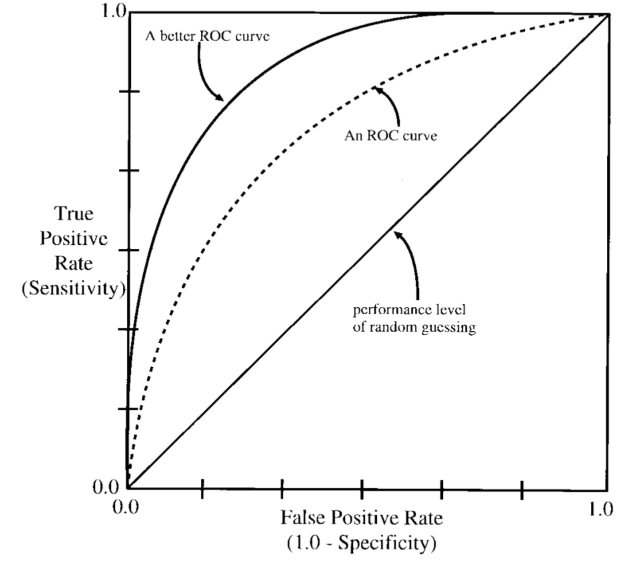 1.0
A better ROC curve
An ROC curve
True
Positive
Rate
(Sensitivity)
performance level
of random guessing
0.0
0.0
1.0
False Positive Rate
(1.0 - Specificity)